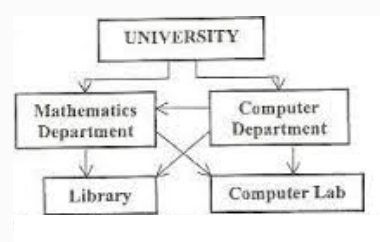 UNIVERSITY
Mathematics
Department
Computer
Department
Library
Computer Lab